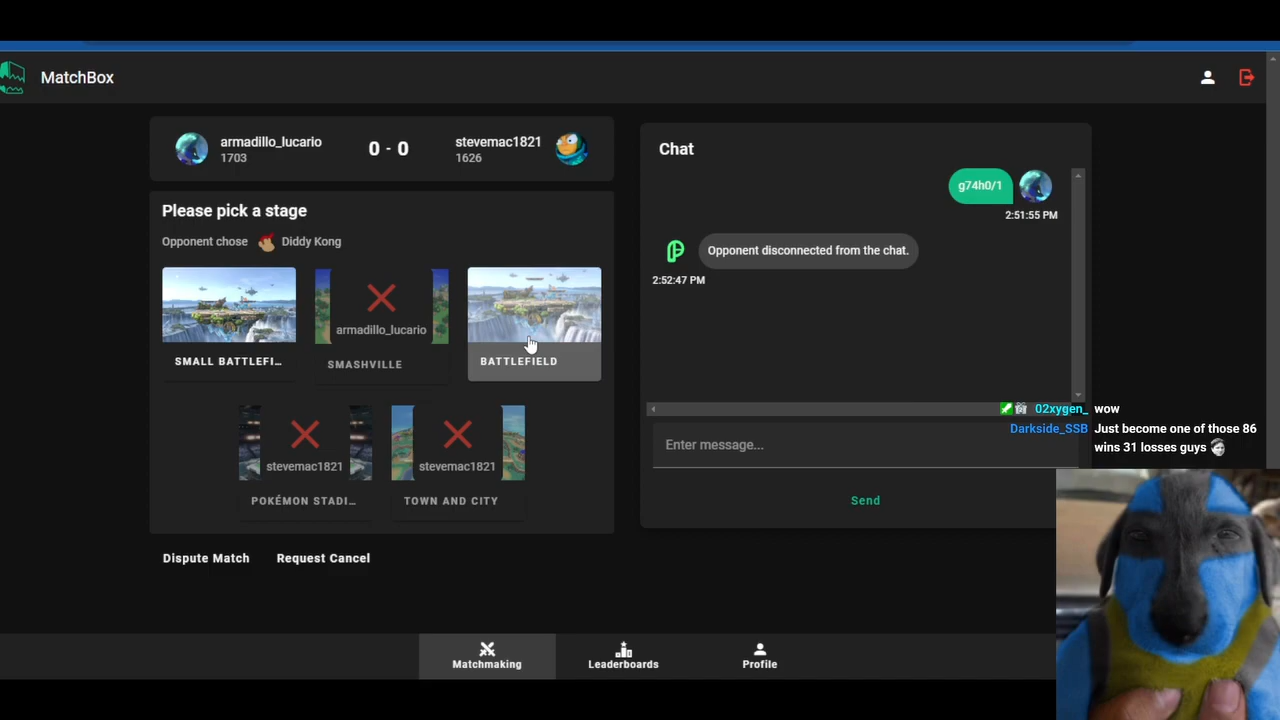 MatchBox
armadillo_lucario
1703
0 - 0
stevemac1821
1626
Please pick a stage
Opponent chose Diddy Kong
SMALL BATTLEFI...
armadillo_lucario
SMASHVILLE
BATTLEFIELD
stevemac1821
POKÉMON STADI...
stevemac1821
TOWN AND CITY
Dispute Match
Request Cancel
Chat
g74h0/1
2:51:55 PM
Opponent disconnected from the chat.
2:52:47 PM
Enter message...
Send
02xygen_ wow
Darkside_SSB Just become one of those 86
wins 31 losses guys
Matchmaking
Leaderboards
Profile